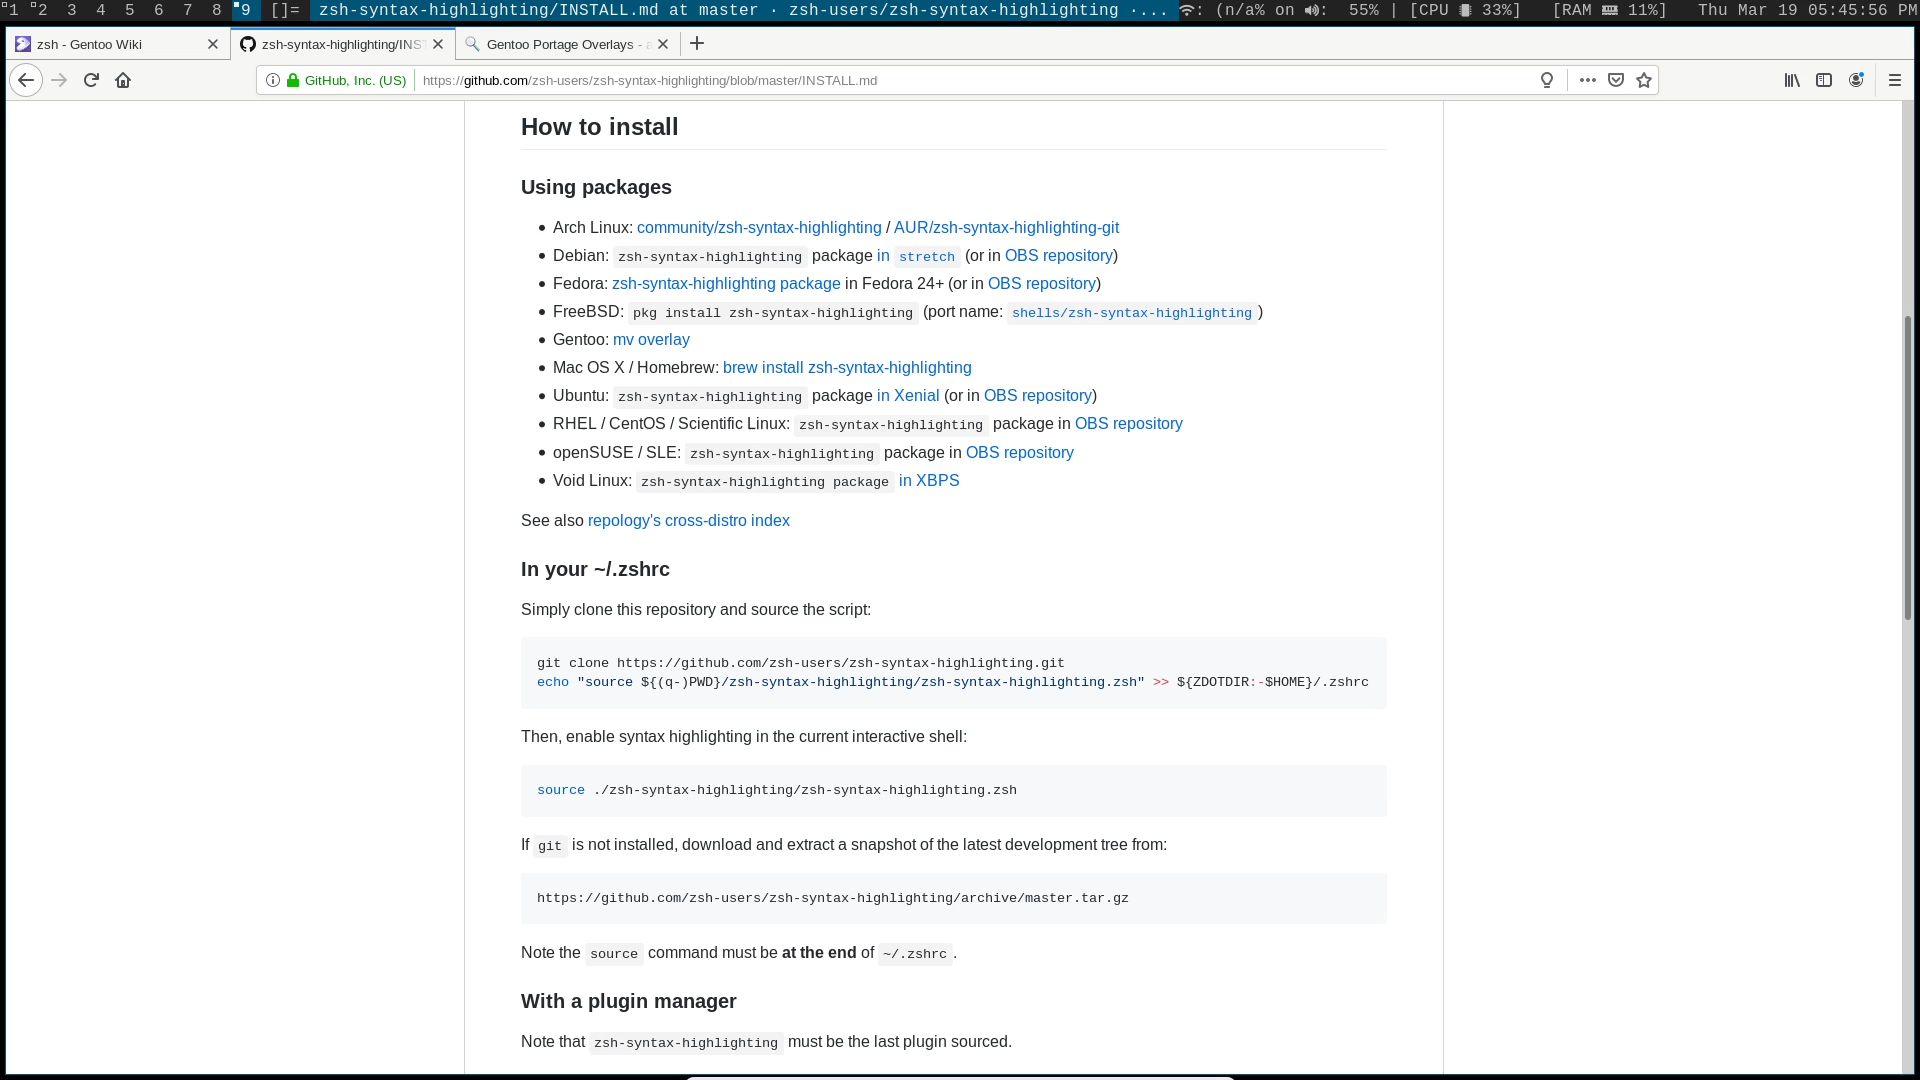 1 2 3 4 5 6 7 8 9 []= zsh-syntax-highlighting/INSTALL.md at master · zsh-users/zsh-syntax-highlighting ·... : (n/a% on : 55% | [CPU 33%] [RAM 11%] Thu Mar 19 05:45:56 PM
zsh - Gentoo Wiki zsh-syntax-highlighting/INST Gentoo Portage Overlays - a
GitHub, Inc. (US) https://github.com/zsh-users/zsh-syntax-highlighting/blob/master/INSTALL.md
How to install
Using packages
Arch Linux: community/zsh-syntax-highlighting / AUR/zsh-syntax-highlighting-git
Debian: zsh-syntax-highlighting package in stretch (or in OBS repository)
Fedora: zsh-syntax-highlighting package in Fedora 24+ (or in OBS repository)
FreeBSD: pkg install zsh-syntax-highlighting (port name: shells/zsh-syntax-highlighting)
Gentoo: mv overlay
Mac OS X / Homebrew: brew install zsh-syntax-highlighting
Ubuntu: zsh-syntax-highlighting package in Xenial (or in OBS repository)
RHEL / CentOS / Scientific Linux: zsh-syntax-highlighting package in OBS repository
openSUSE / SLE: zsh-syntax-highlighting package in OBS repository
Void Linux: zsh-syntax-highlighting package in XBPS
See also repology's cross-distro index
In your ~/.zshrc
Simply clone this repository and source the script:
git clone https://github.com/zsh-users/zsh-syntax-highlighting.git
echo "source ${(q-)PWD}/zsh-syntax-highlighting/zsh-syntax-highlighting.zsh" >> ${ZDOTDIR:-$HOME}/.zshrc
Then, enable syntax highlighting in the current interactive shell:
source ./zsh-syntax-highlighting/zsh-syntax-highlighting.zsh
If git is not installed, download and extract a snapshot of the latest development tree from:
https://github.com/zsh-users/zsh-syntax-highlighting/archive/master.tar.gz
Note the source command must be at the end of ~/.zshrc.
With a plugin manager
Note that zsh-syntax-highlighting must be the last plugin sourced.